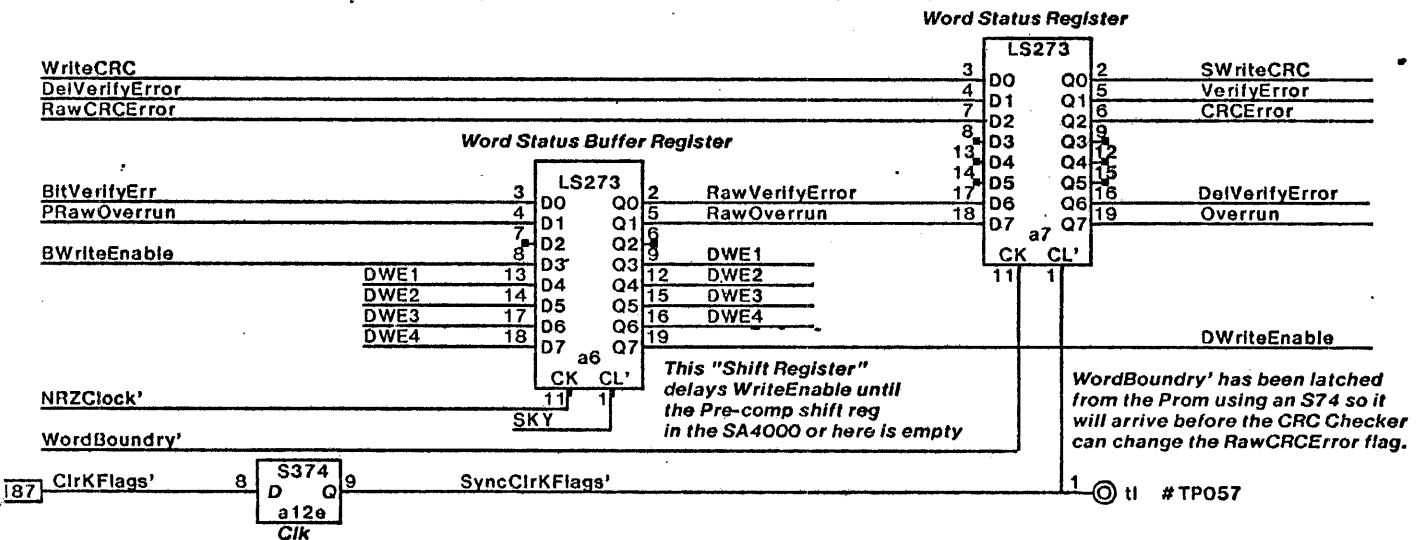 Word Status Register
LS273
WriteCRC 3 D0 Q0 2 SWriteCRC
DelVerifyError 4 D1 Q1 5 VerifyError
RawCRCError 7 D2 Q2 6 CRCError
8 D3 Q3 9
13 D4 Q4 12
14 D5 Q5 15
17 D6 Q6 16 DelVerifyError
18 D7 Q7 19 Overrun
a7
CK CL'
11 1
Word Status Buffer Register
LS273
BitVerifyErr 3 D0 Q0 2 RawVerifyError
PRawOverrun 4 D1 Q1 5 RawOverrun
7 D2 Q2 6
BWriteEnable 8 D3 Q3 9 DWE1
DWE1 13 D4 Q4 12 DWE2
DWE2 14 D5 Q5 15 DWE3
DWE3 17 D6 Q6 16 DWE4
DWE4 18 D7 Q7 19 DWriteEnable
a6
CK CL'
NRZClock' 11 1
SKY
This "Shift Register"
delays WriteEnable until
the Pre-comp shift reg
in the SA4000 or here is empty
WordBoundry' has been latched
from the Prom using an S74 so it
will arrive before the CRC Checker
can change the RawCRCError flag.
WordBoundry'
187 ClrKFlags' 8 S374 9 SyncClrKFlags' 1 tl #TP057
D Q
a12e
Clk